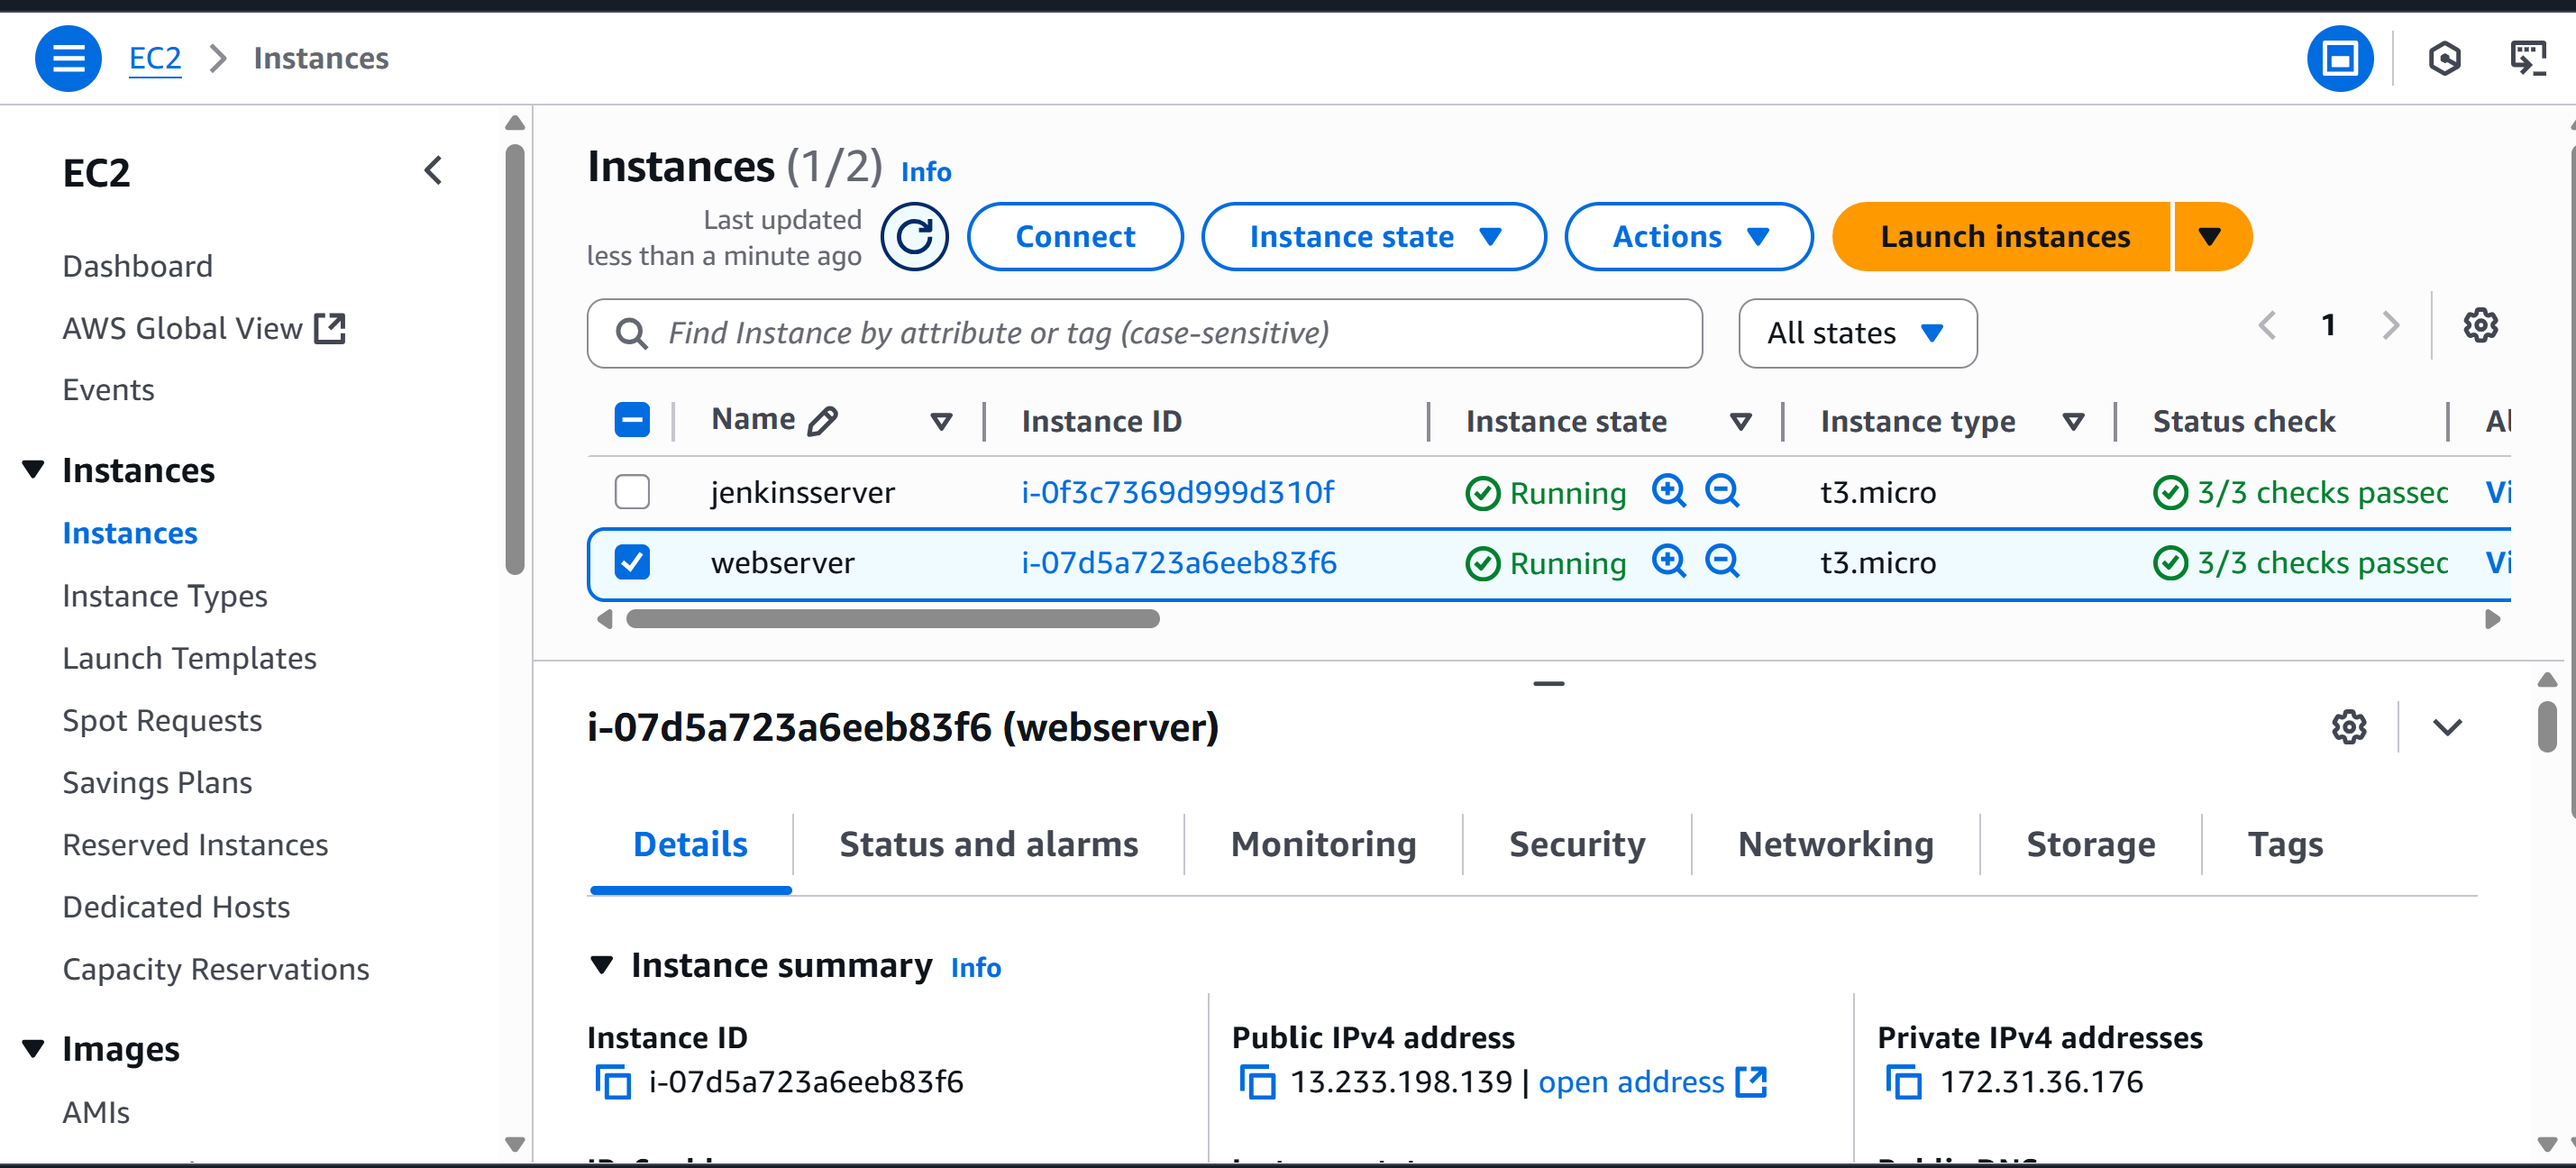 EC2 > Instances
EC2
Dashboard
AWS Global View
Events
Instances
Instances
Instance Types
Launch Templates
Spot Requests
Savings Plans
Reserved Instances
Dedicated Hosts
Capacity Reservations
Images
AMIs
Instances (1/2) Info
Last updated
less than a minute ago
Connect Instance state Actions Launch instances
Find Instance by attribute or tag (case-sensitive) All states 1
Name Instance ID Instance state Instance type Status check Al
jenkinsserver i-0f3c7369d999d310f Running t3.micro 3/3 checks passed Vi
webserver i-07d5a723a6eeb83f6 Running t3.micro 3/3 checks passed Vi
i-07d5a723a6eeb83f6 (webserver)
Details Status and alarms Monitoring Security Networking Storage Tags
Instance summary Info
Instance ID Public IPv4 address Private IPv4 addresses
i-07d5a723a6eeb83f6 13.233.198.139 | open address 172.31.36.176